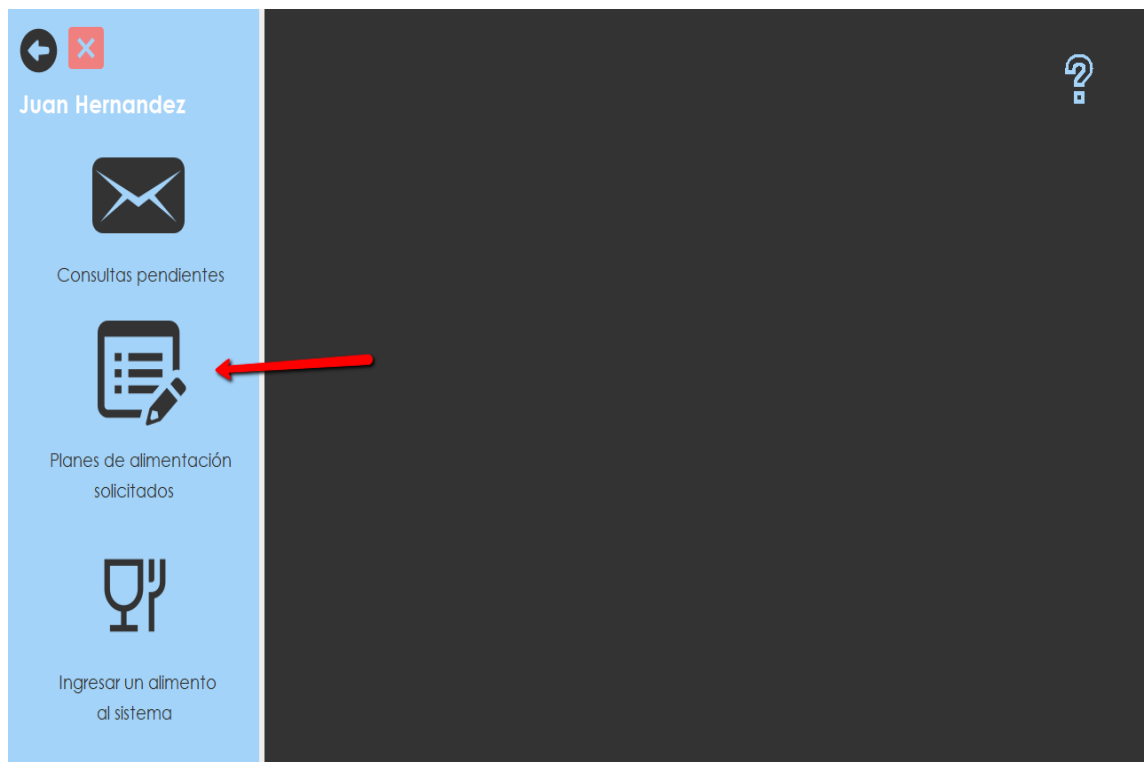 Juan Hernandez
Consultas pendientes
Planes de alimentación
solicitados
Ingresar un alimento
al sistema